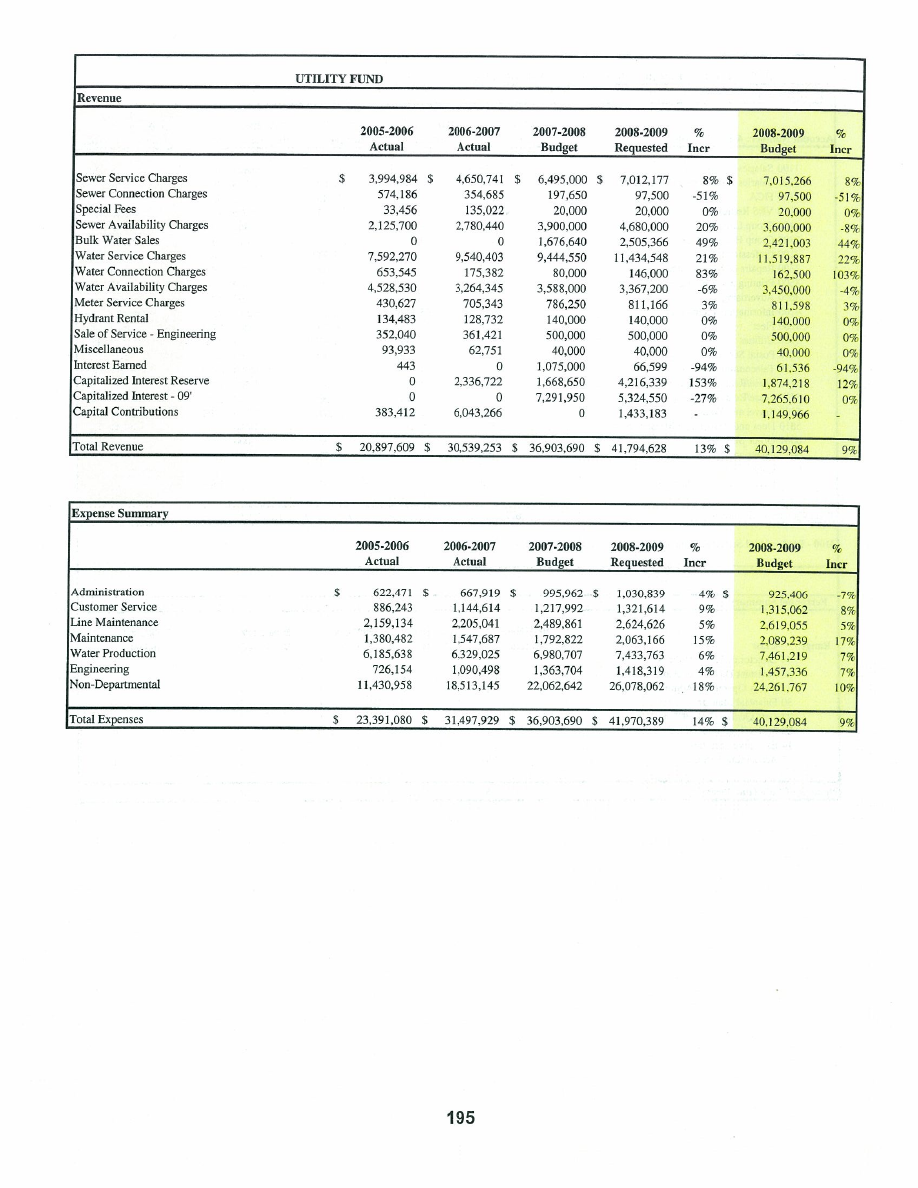 UTILITY FUND
Revenue
2005-2006 2006-2007 2007-2008 2008-2009 % 2008-2009 %
Actual Actual Budget Requested Incr Budget Incr
Sewer Service Charges $ 3,994,984 $ 4,650,741 $ 6,495,000 $ 7,012,177 8% $ 7,015,266 8%
Sewer Connection Charges 574,186 354,685 197,650 97,500 -51% 97,500 -51%
Special Fees 33,456 135,022 20,000 20,000 0% 20,000 0%
Sewer Availability Charges 2,125,700 2,780,440 3,900,000 4,680,000 20% 3,600,000 -8%
Bulk Water Sales 0 0 1,676,640 2,505,366 49% 2,421,003 44%
Water Service Charges 7,592,270 9,540,403 9,444,550 11,434,548 21% 11,519,887 22%
Water Connection Charges 653,545 175,382 80,000 146,000 83% 162,500 103%
Water Availability Charges 4,528,530 3,264,345 3,588,000 3,367,200 -6% 3,450,000 -4%
Meter Service Charges 430,627 705,343 786,250 811,166 3% 811,598 3%
Hydrant Rental 134,483 128,732 140,000 140,000 0% 140,000 0%
Sale of Service - Engineering 352,040 361,421 500,000 500,000 0% 500,000 0%
Miscellaneous 93,933 62,751 40,000 40,000 0% 40,000 0%
Interest Earned 443 0 1,075,000 66,599 -94% 61,536 -94%
Capitalized Interest Reserve 0 2,336,722 1,668,650 4,216,339 153% 1,874,218 12%
Capitalized Interest - 09' 0 0 7,291,950 5,324,550 -27% 7,265,610 0%
Capital Contributions 383,412 6,043,266 0 1,433,183 - 1,149,966 -
Total Revenue $ 20,897,609 $ 30,539,253 $ 36,903,690 $ 41,794,628 13% $ 40,129,084 9%
Expense Summary
2005-2006 2006-2007 2007-2008 2008-2009 % 2008-2009 %
Actual Actual Budget Requested Incr Budget Incr
Administration $ 622,471 $ 667,919 $ 995,962 $ 1,030,839 4% $ 925,406 -7%
Customer Service 886,243 1,144,614 1,217,992 1,321,614 9% 1,315,062 8%
Line Maintenance 2,159,134 2,205,041 2,489,861 2,624,626 5% 2,619,055 5%
Maintenance 1,380,482 1,547,687 1,792,822 2,063,166 15% 2,089,239 17%
Water Production 6,185,638 6,329,025 6,980,707 7,433,763 6% 7,461,219 7%
Engineering 726,154 1,090,498 1,363,704 1,418,319 4% 1,457,336 7%
Non-Departmental 11,430,958 18,513,145 22,062,642 26,078,062 18% 24,261,767 10%
Total Expenses $ 23,391,080 $ 31,497,929 $ 36,903,690 $ 41,970,389 14% $ 40,129,084 9%
195